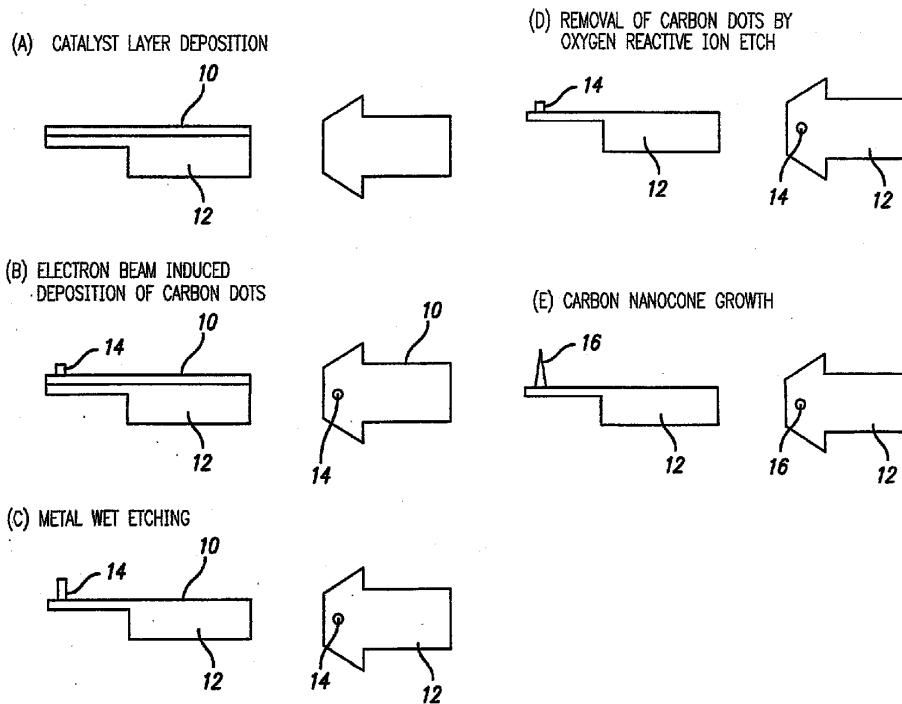 (A) CATALYST LAYER DEPOSITION
10
12
(B) ELECTRON BEAM INDUCED
DEPOSITION OF CARBON DOTS
14
10
10
12
14
(C) METAL WET ETCHING
14
10
12
14
12
(D) REMOVAL OF CARBON DOTS BY
OXYGEN REACTIVE ION ETCH
14
12
14
12
(E) CARBON NANOCONE GROWTH
16
12
16
12